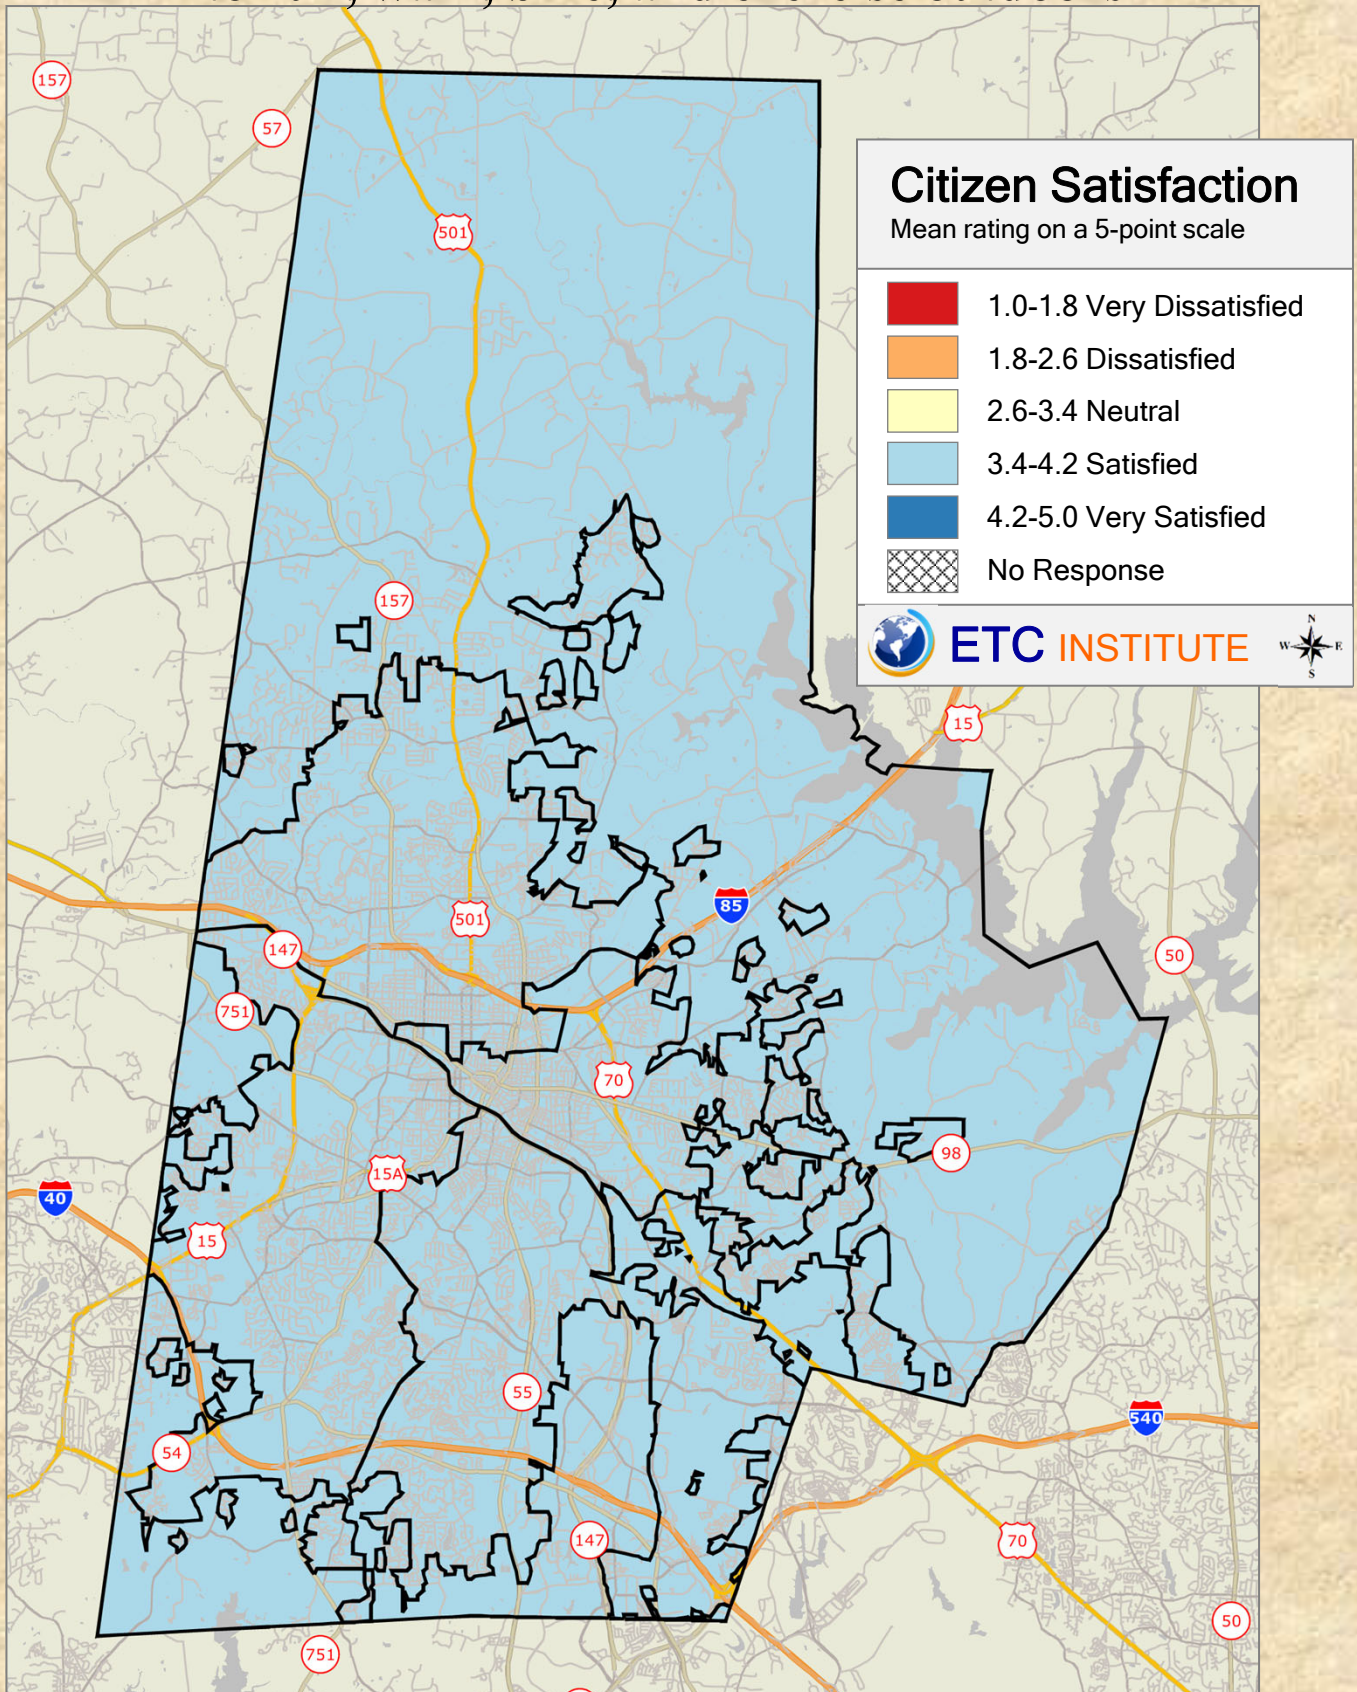 157
57
501
Citizen Satisfaction
Mean rating on a 5-point scale
1.0-1.8 Very Dissatisfied
1.8-2.6 Dissatisfied
2.6-3.4 Neutral
3.4-4.2 Satisfied
4.2-5.0 Very Satisfied
No Response
N
W E
S
ETC INSTITUTE
157
15
85
501
147
50
751
70
98
15A
40
15
55
540
54
147
70
50
751